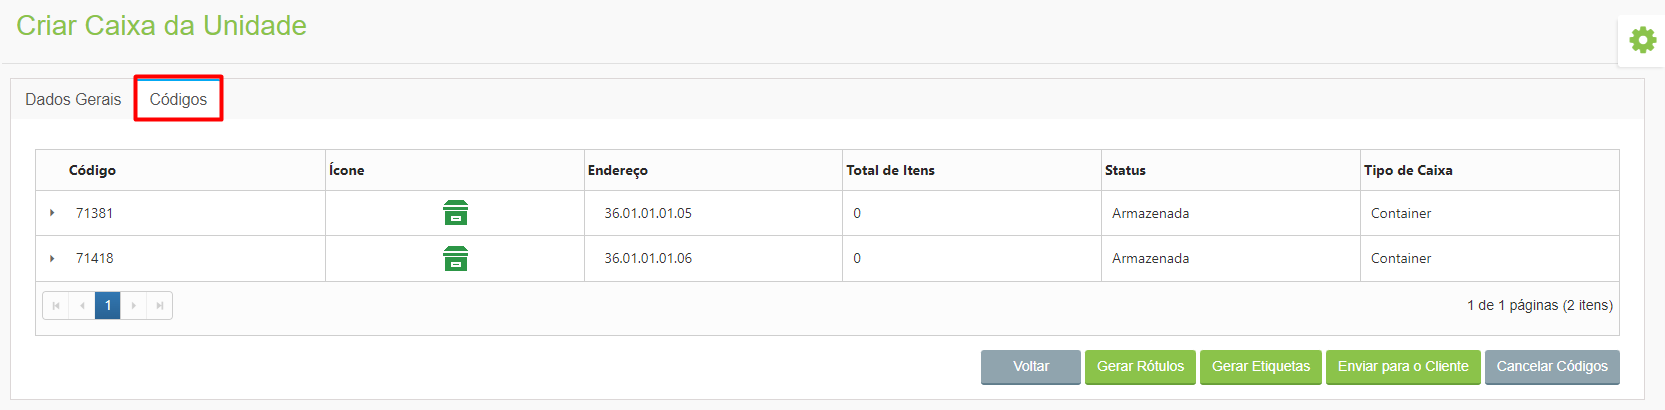 Criar Caixa da Unidade
Dados Gerais Códigos
Código Ícone Endereço Total de Itens Status Tipo de Caixa
71381 36.01.01.01.05 0 Armazenada Container
71418 36.01.01.01.06 0 Armazenada Container
1 1 de 1 páginas (2 itens)
Voltar Gerar Rótulos Gerar Etiquetas Enviar para o Cliente Cancelar Códigos